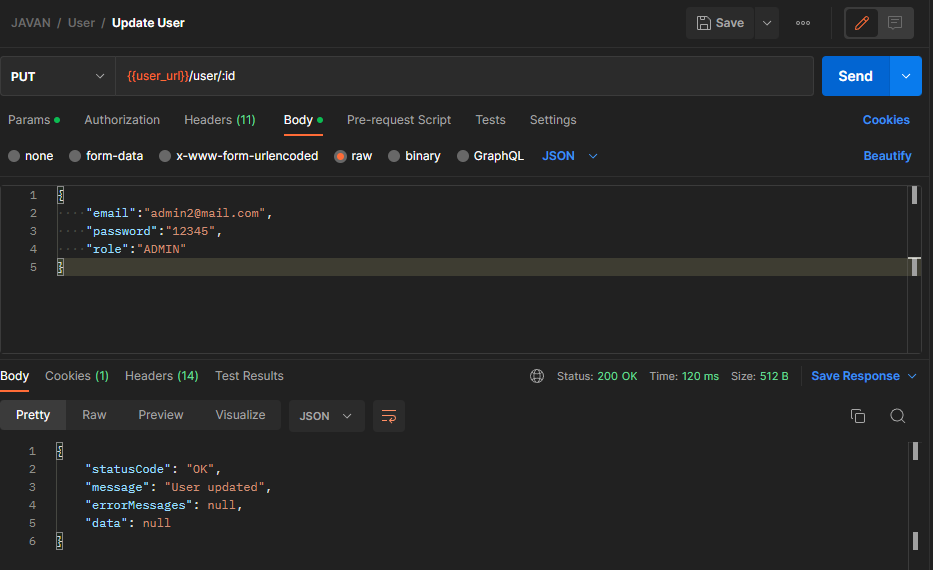 JAVAN / User / Update User Save
PUT {{user_url}}/user/:id Send
Params Authorization Headers (11) Body Pre-request Script Tests Settings Cookies
none form-data x-www-form-urlencoded raw binary GraphQL JSON Beautify
1 {
2 "email":"admin2@mail.com",
3 "password":"12345",
4 "role":"ADMIN"
5 }
Body Cookies (1) Headers (14) Test Results Status: 200 OK Time: 120 ms Size: 512 B Save Response
Pretty Raw Preview Visualize JSON
1 {
2 "statusCode": "OK",
3 "message": "User updated",
4 "errorMessages": null,
5 "data": null
6 }